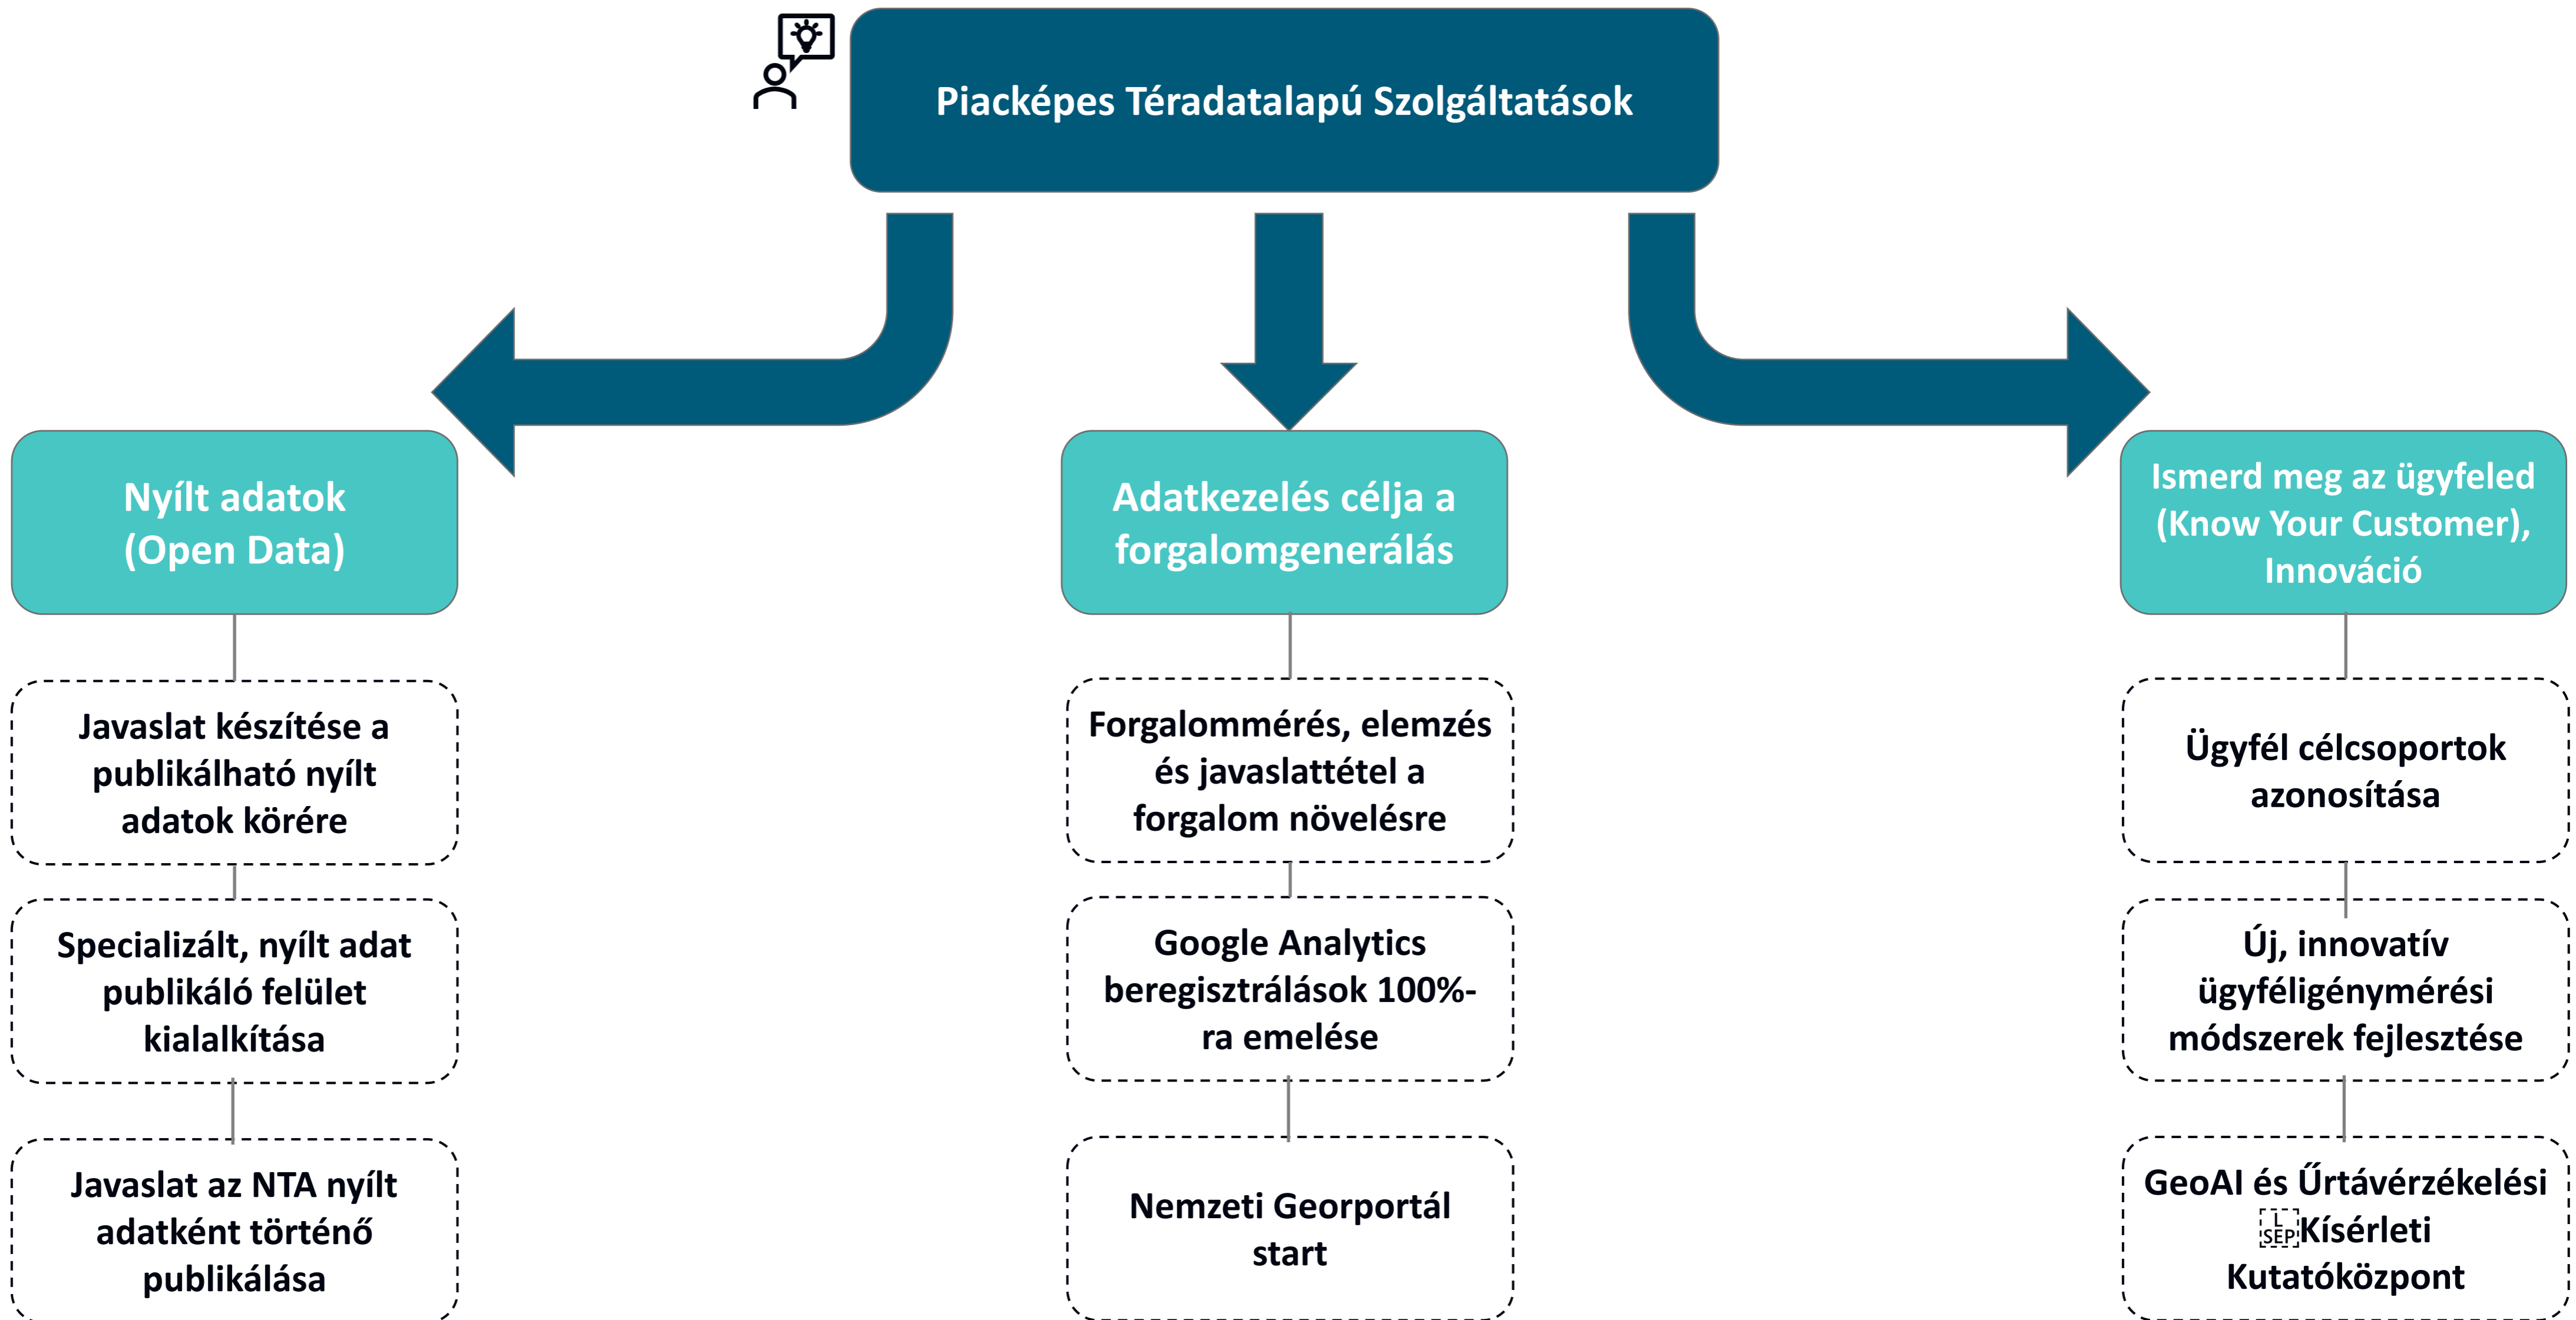 Piacképes Téradatalapú Szolgáltatások
Nyílt adatok
(Open Data)
Javaslat készítése a
publikálható nyílt
adatok körére
Specializált, nyílt adat
publikáló felület
kialalkítása
Javaslat az NTA nyílt
adatként történő
publikálása
Adatkezelés célja a
forgalomgenerálás
Forgalommérés, elemzés
és javaslattétel a
forgalom növelésre
Google Analytics
beregisztrálások 100%-
ra emelése
Nemzeti Georportál
start
Ismerd meg az ügyfeled
(Know Your Customer),
Innováció
Ügyfél célcsoportok
azonosítása
Új, innovatív
ügyféligénymérési
módszerek fejlesztése
GeoAI és Űrtávérzékelési
L SEP Kísérleti
Kutatóközpont